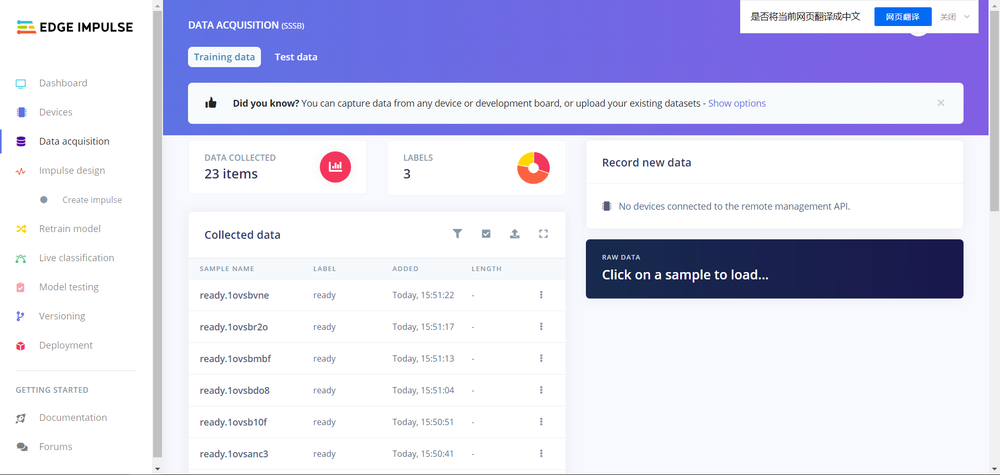 EDGE IMPULSE
Dashboard
Devices
Data acquisition
Impulse design
Create impulse
Retrain model
Live classification
Model testing
Versioning
Deployment
GETTING STARTED
Documentation
Forums
DATA ACQUISITION (SSSB)
是否将当前网页翻译成中文 网页翻译 关闭
Training data Test data
Did you know? You can capture data from any device or development board, or upload your existing datasets - Show options
DATA COLLECTED
23 items
LABELS
3
Collected data
SAMPLE NAME LABEL ADDED LENGTH
ready.1ovsbvne ready Today, 15:51:22 -
ready.1ovsbr2o ready Today, 15:51:17 -
ready.1ovsbmbf ready Today, 15:51:13 -
ready.1ovsbdo8 ready Today, 15:51:04 -
ready.1ovsb10f ready Today, 15:50:51 -
ready.1ovsanc3 ready Today, 15:50:41 -
Record new data
No devices connected to the remote management API.
RAW DATA
Click on a sample to load...